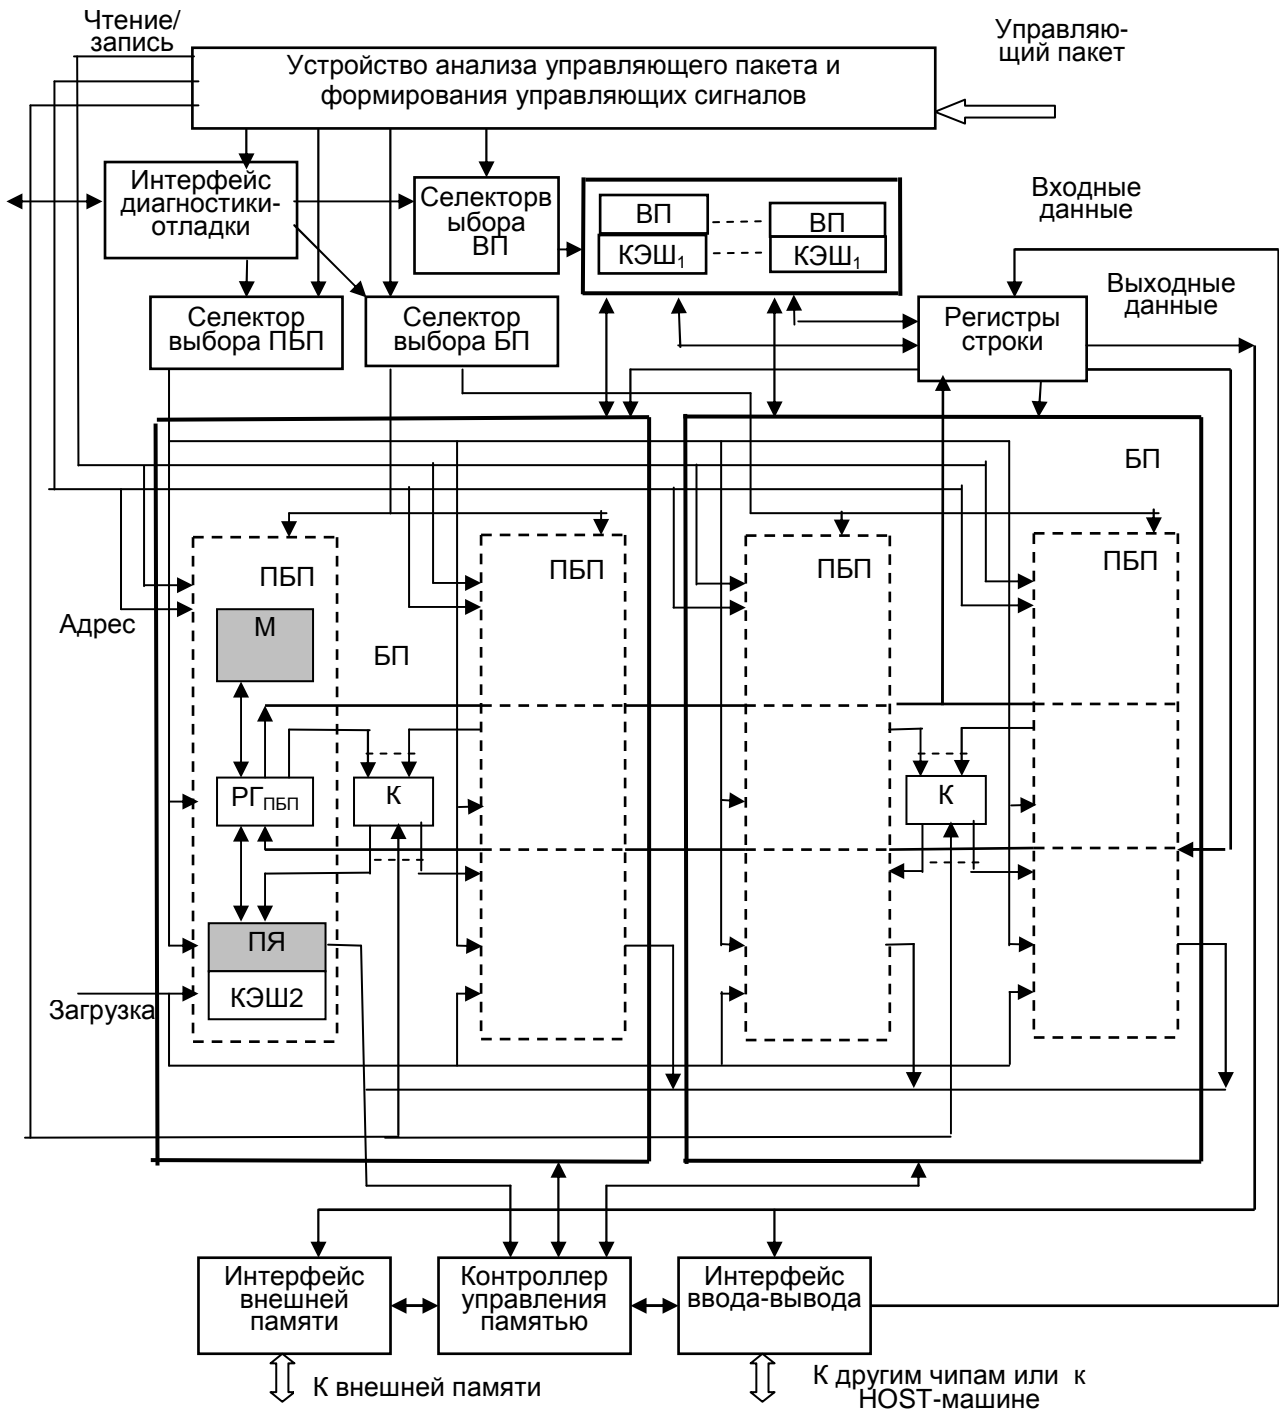 Чтение/
запись
Управляю-
щий пакет
Устройство анализа управляющего пакета и
формирования управляющих сигналов
Интерфейс
диагностики-
отладки
Селекторв
ыбора
ВП
ВП
КЭШ1
ВП
КЭШ1
Входные
данные
Выходные
данные
Селектор
выбора ПБП
Селектор
выбора БП
Регистры
строки
БП
ПБП
ПБП
ПБП
ПБП
Адрес
М
БП
РГПБП
К
К
ПЯ
КЭШ2
Загрузка
Интерфейс
внешней
памяти
Контроллер
управления
памятью
Интерфейс
ввода-вывода
К внешней памяти
К другим чипам или к
HOST-машине